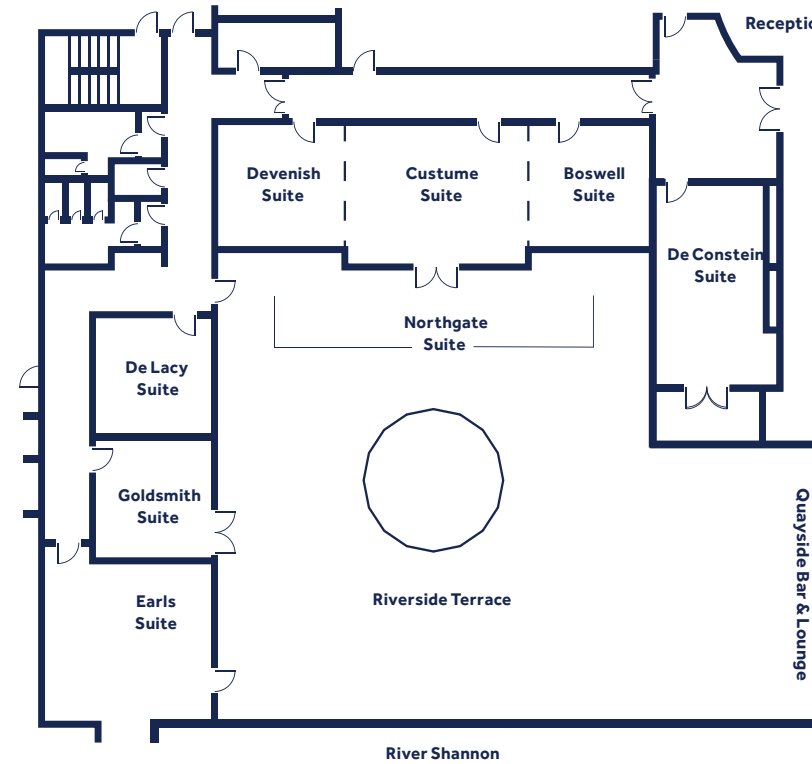 Receptio
Devenish
Suite
Custume
Suite
Boswell
Suite
De Constein
Suite
Northgate
Suite
De Lacy
Suite
Goldsmith
Suite
Quayside Bar & Lounge
Earls
Suite
Riverside Terrace
River Shannon